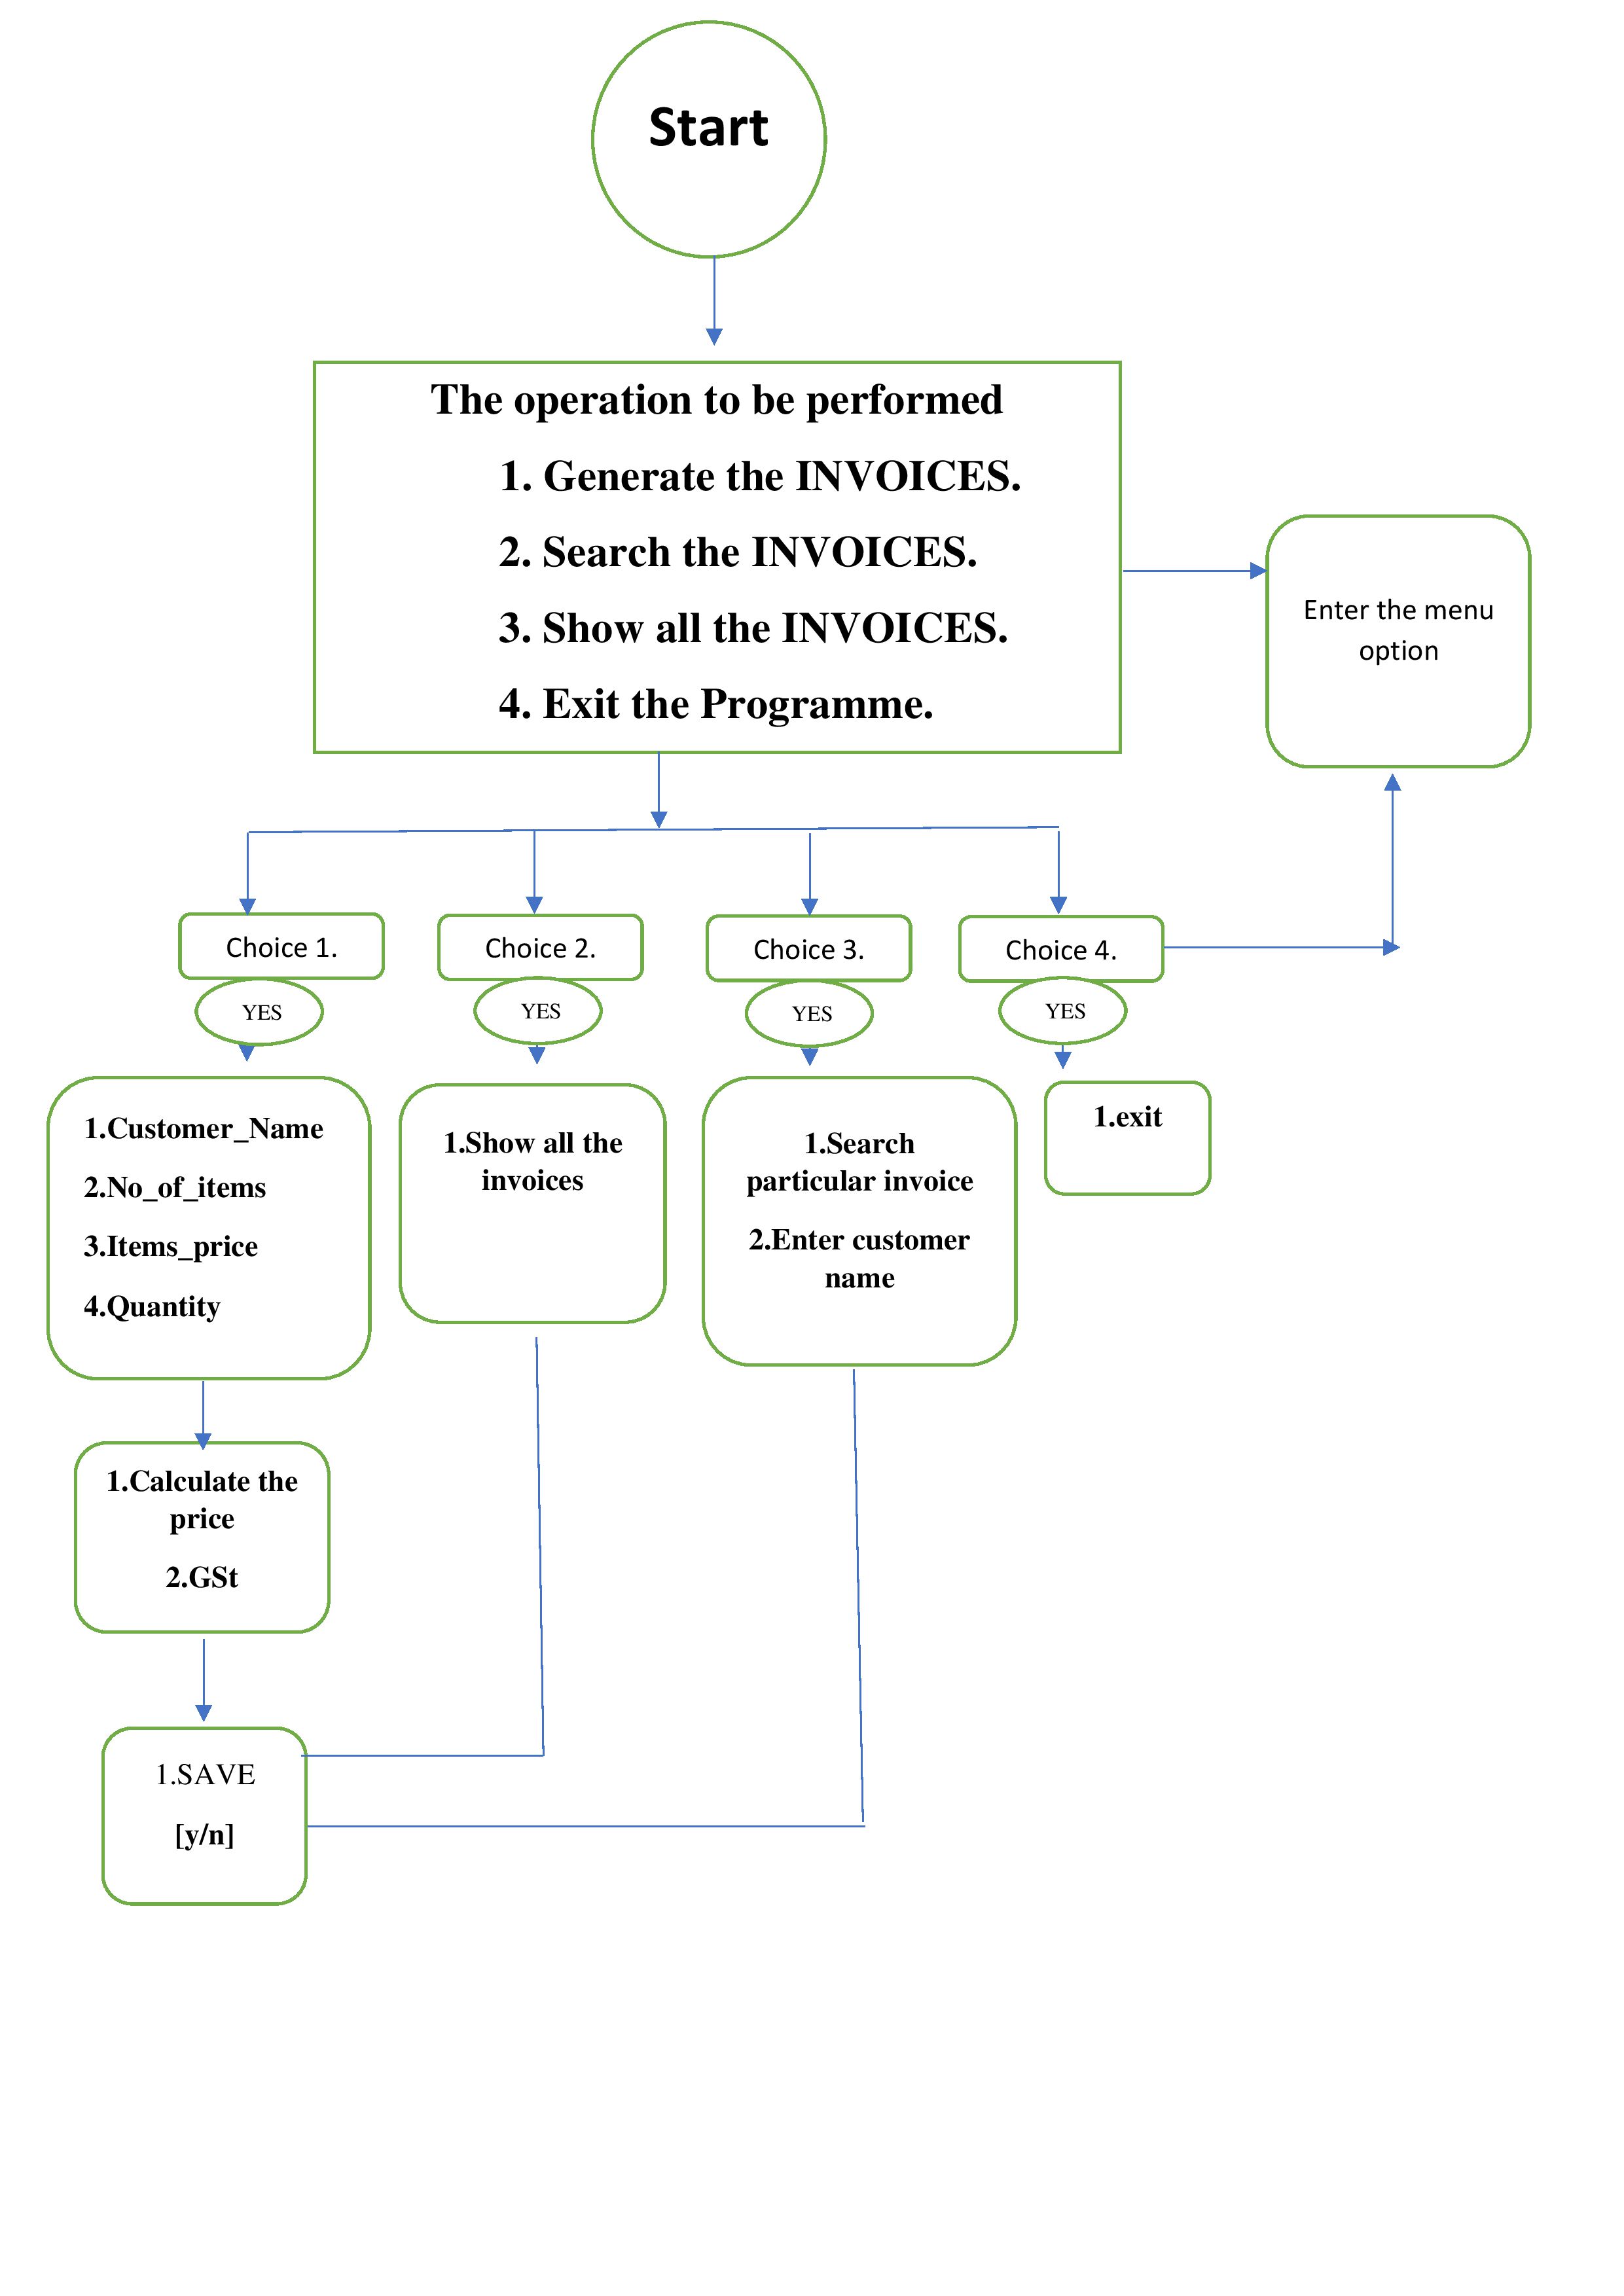 Start
The operation to be performed
1. Generate the INVOICES.
2. Search the INVOICES.
3. Show all the INVOICES.
4. Exit the Programme.
Enter the menu
option
Choice 1.
Choice 2.
Choice 3.
Choice 4.
YES
YES
YES
YES
1.Customer_Name
2.No_of_items
3.Items_price
4.Quantity
1.Show all the
invoices
1.Search
particular invoice
2.Enter customer
name
1.exit
1.Calculate the
price
2.GSt
1.SAVE
[y/n]